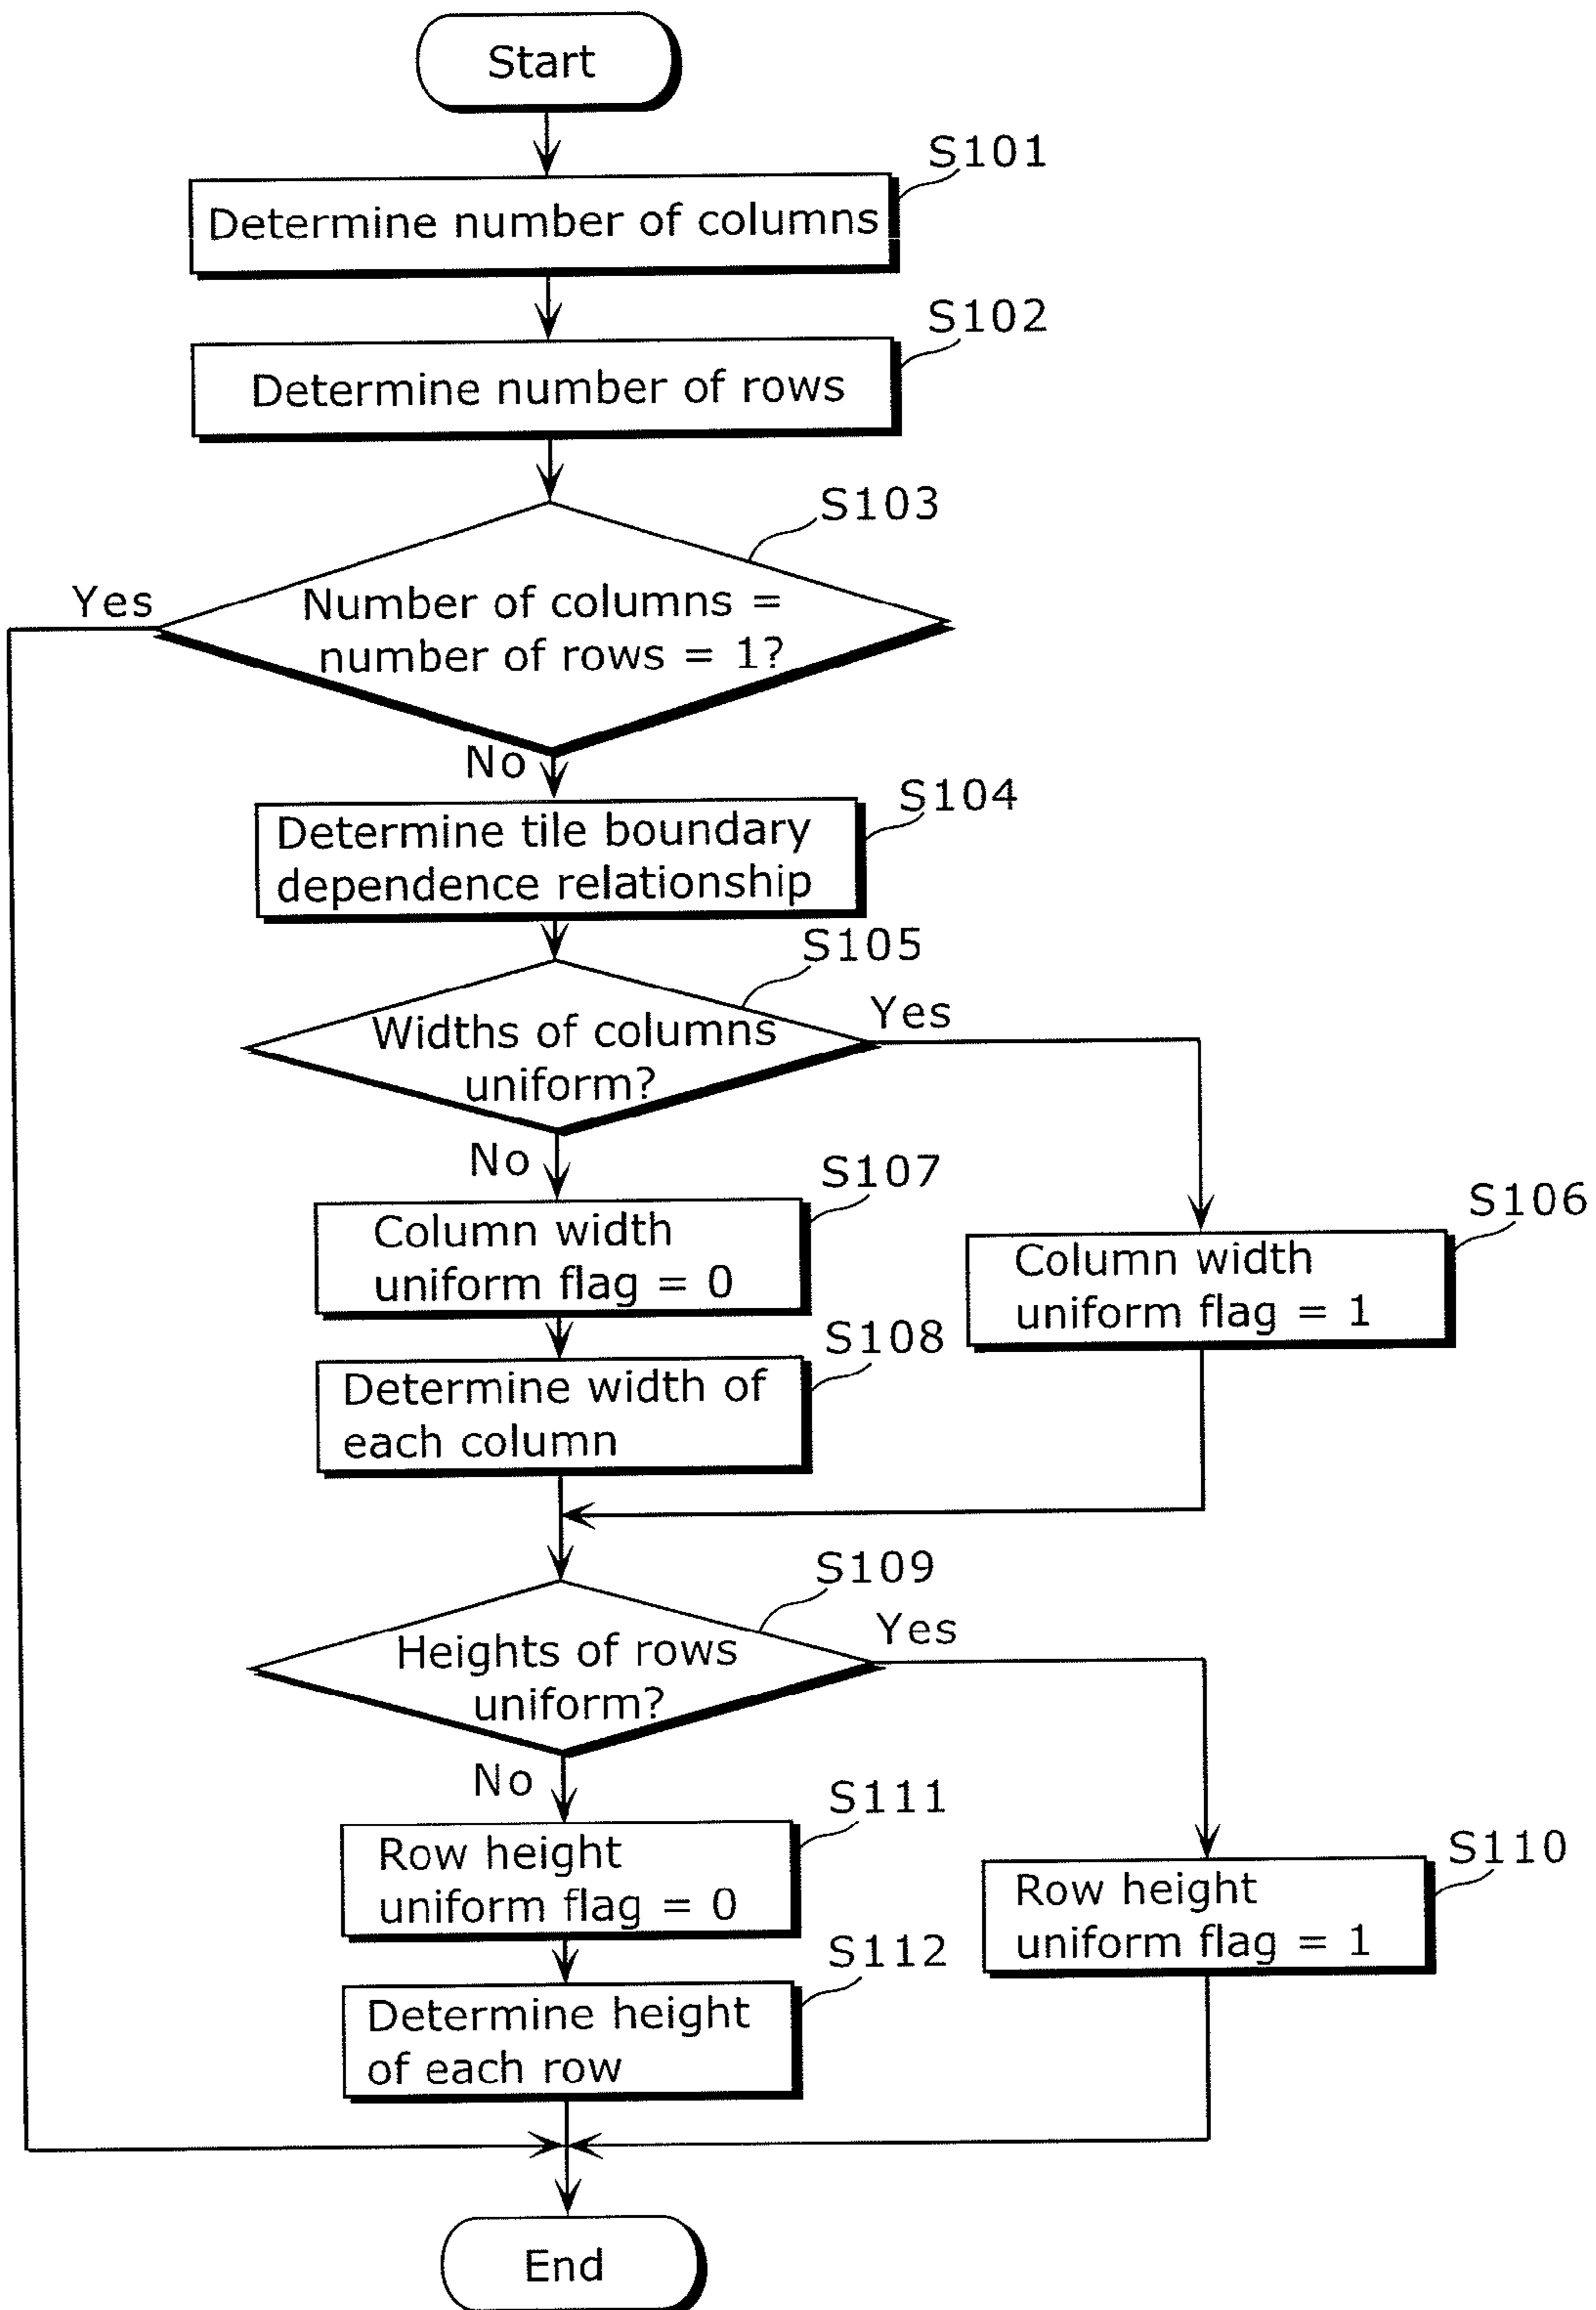 Start
S101
Determine number of columns
S102
Determine number of rows
S103
Yes
Number of columns =
number of rows = 1?
No
S104
Determine tile boundary
dependence relationship
S105
Yes
Widths of columns
uniform?
No
S107
Column width
uniform flag = 0
S106
Column width
uniform flag = 1
S108
Determine width of
each column
S109
Yes
Heights of rows
uniform?
No
S111
Row height
uniform flag = 0
S110
Row height
uniform flag = 1
S112
Determine height
of each row
End